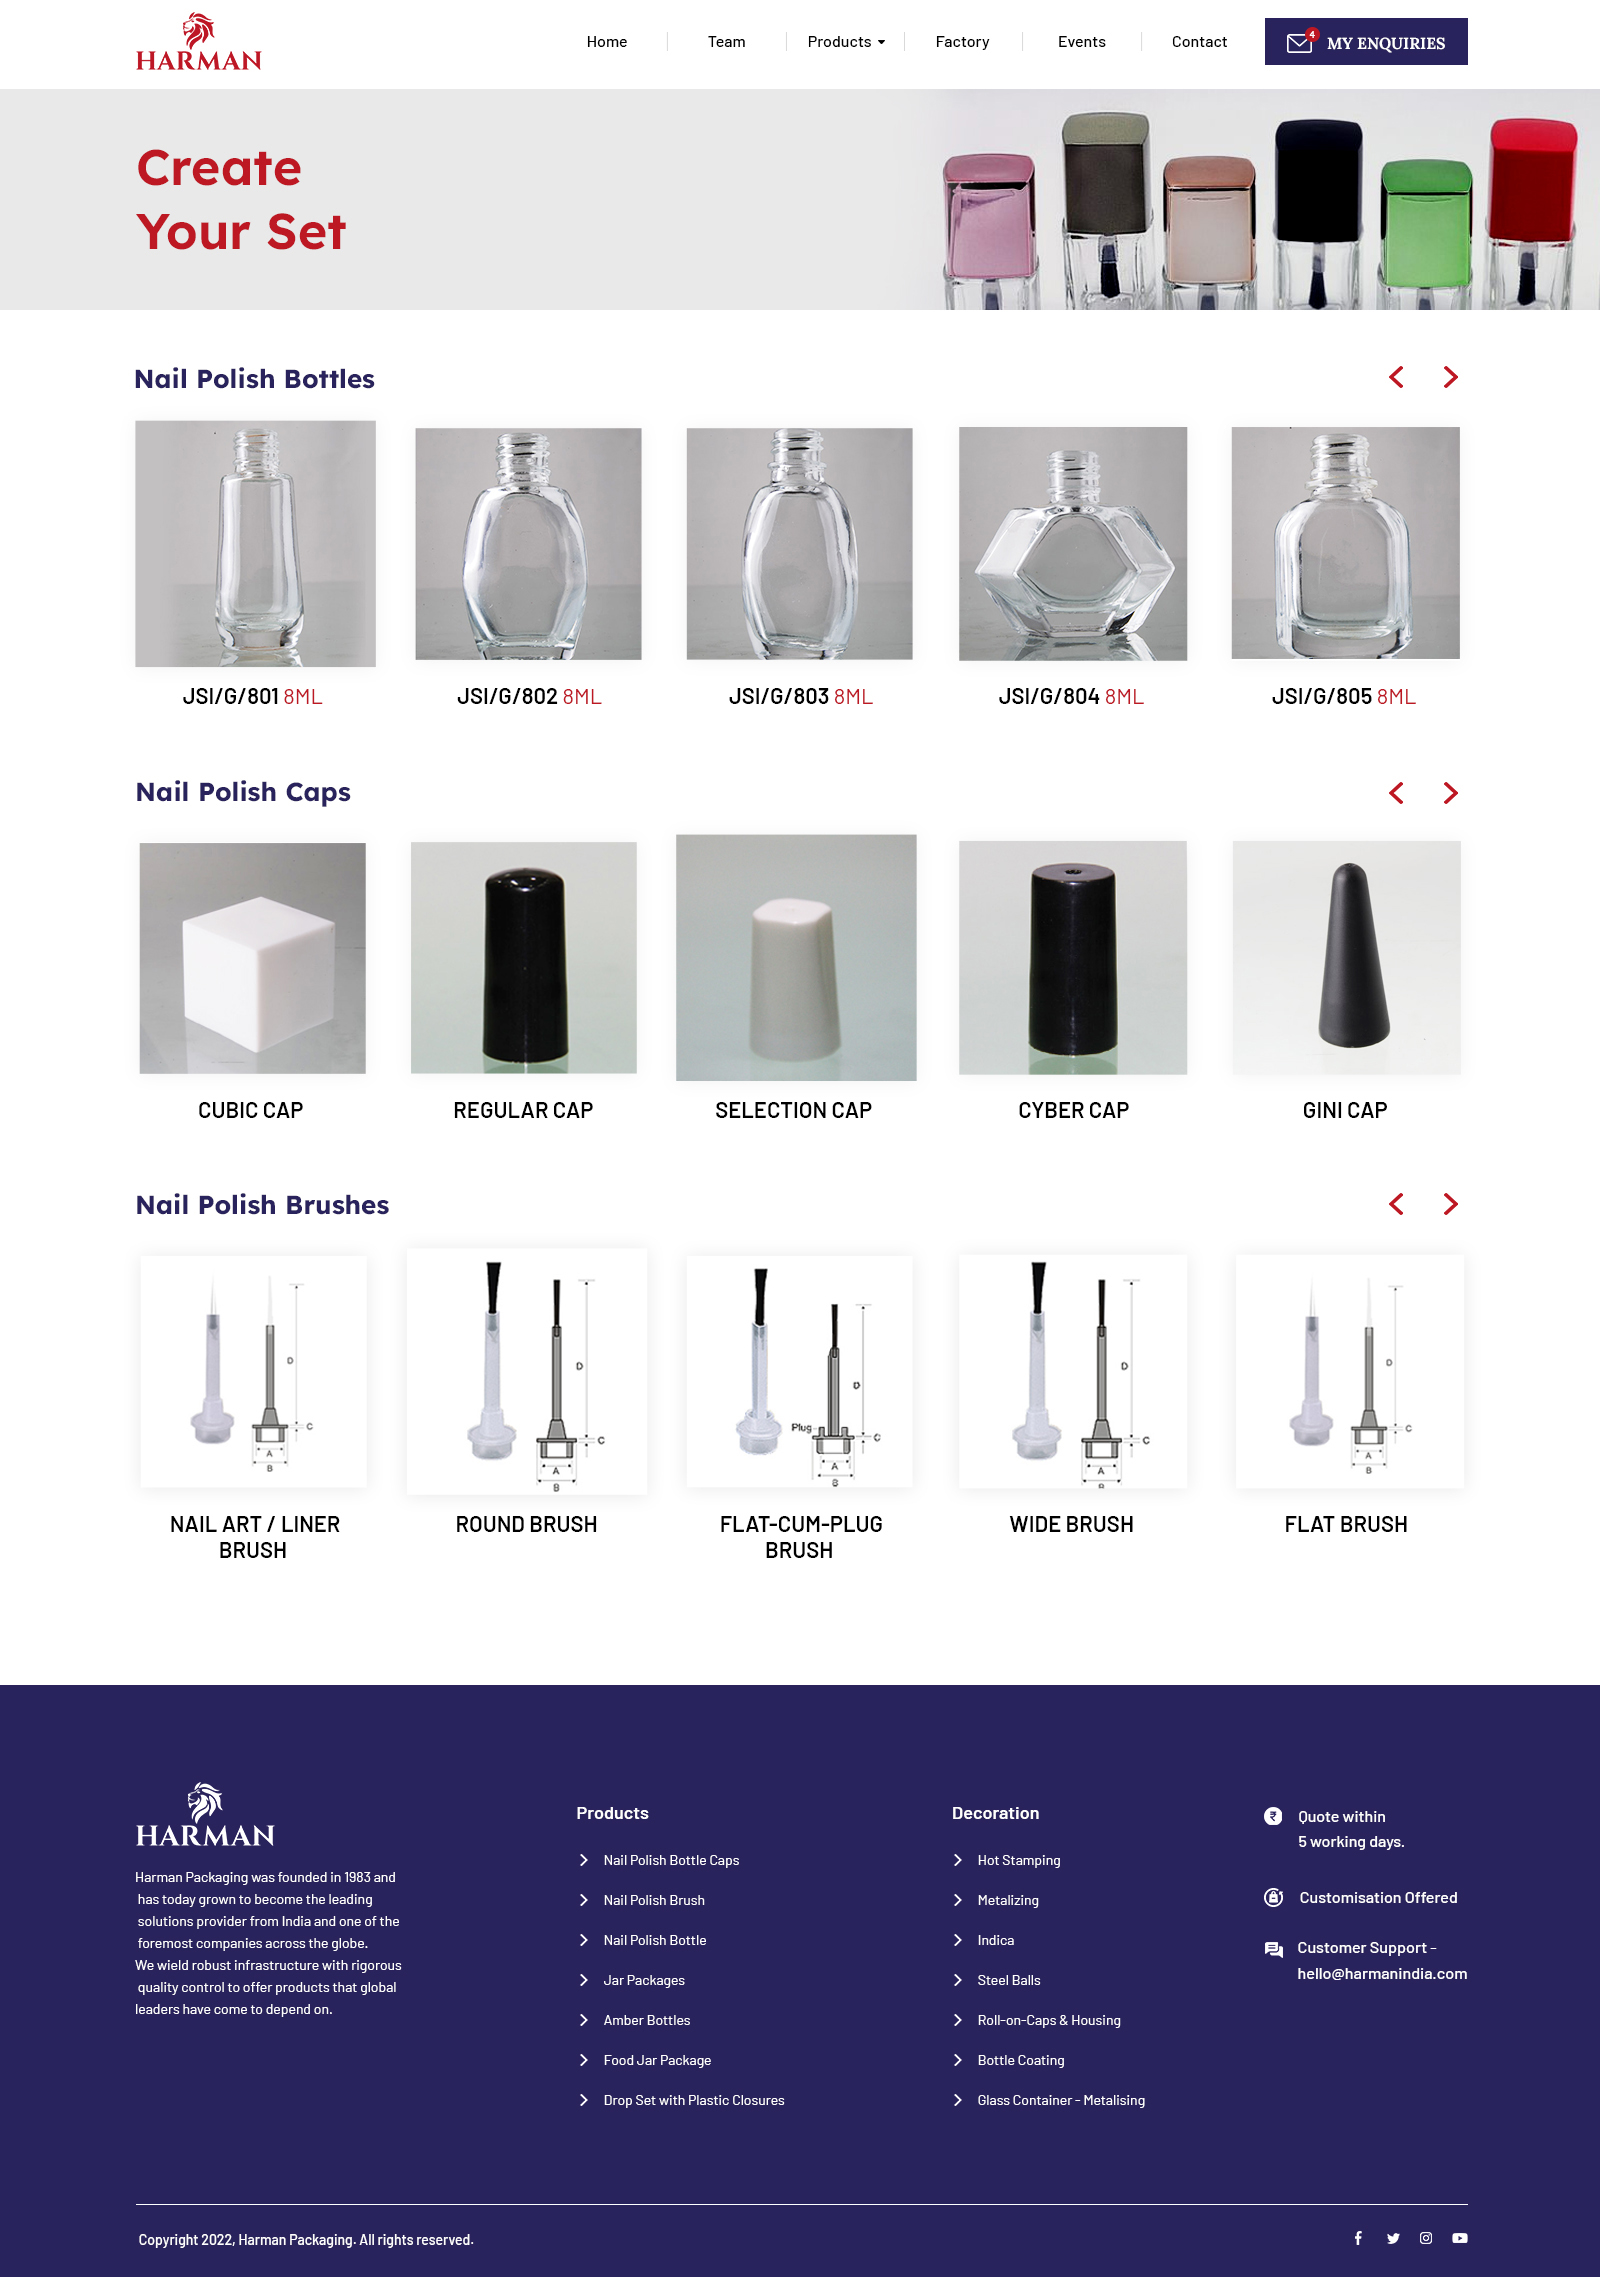 HARMAN
Home
Team
Products
Factory
Events
Contact
4
MY ENQUIRIES
Create
Your Set
Nail Polish Bottles
JSI/G/801 8ML
JSI/G/802 8ML
JSI/G/803 8ML
JSI/G/804 8ML
JSI/G/805 8ML
Nail Polish Caps
CUBIC CAP
REGULAR CAP
SELECTION CAP
CYBER CAP
GINI CAP
Nail Polish Brushes
D
C
A
B
D
C
A
B
Plug
D
C
A
B
D
C
A
B
D
C
A
B
NAIL ART / LINER
BRUSH
ROUND BRUSH
FLAT-CUM-PLUG
BRUSH
WIDE BRUSH
FLAT BRUSH
HARMAN
Harman Packaging was founded in 1983 and
has today grown to become the leading
solutions provider from India and one of the
foremost companies across the globe.
We wield robust infrastructure with rigorous
quality control to offer products that global
leaders have come to depend on.
Products
Nail Polish Bottle Caps
Nail Polish Brush
Nail Polish Bottle
Jar Packages
Amber Bottles
Food Jar Package
Drop Set with Plastic Closures
Decoration
Hot Stamping
Metalizing
Indica
Steel Balls
Roll-on-Caps & Housing
Bottle Coating
Glass Container - Metalising
₹
Quote within
5 working days.
Customisation Offered
Customer Support -
hello@harmanindia.com
Copyright 2022, Harman Packaging. All rights reserved.